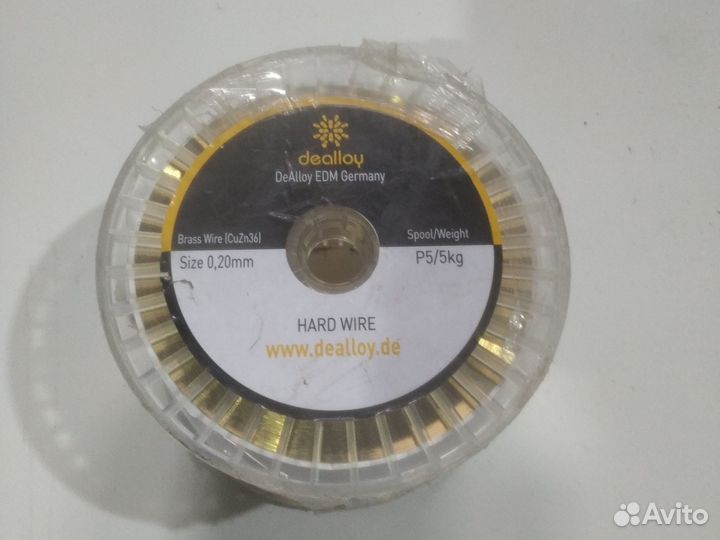 dealloy
DeAlloy EDM Germany
Brass Wire (CuZn36)
Spool/Weight
Size 0,20mm
P5/5kg
HARD WIRE
www.dealloy.de
Avito